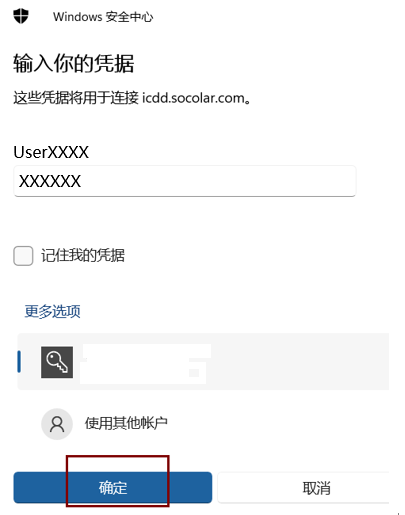 Windows 安全中心
输入你的凭据
这些凭据将用于连接 icdd.socolar.com。
UserXXXX
XXXXXX
记住我的凭据
更多选项
使用其他帐户
确定
取消